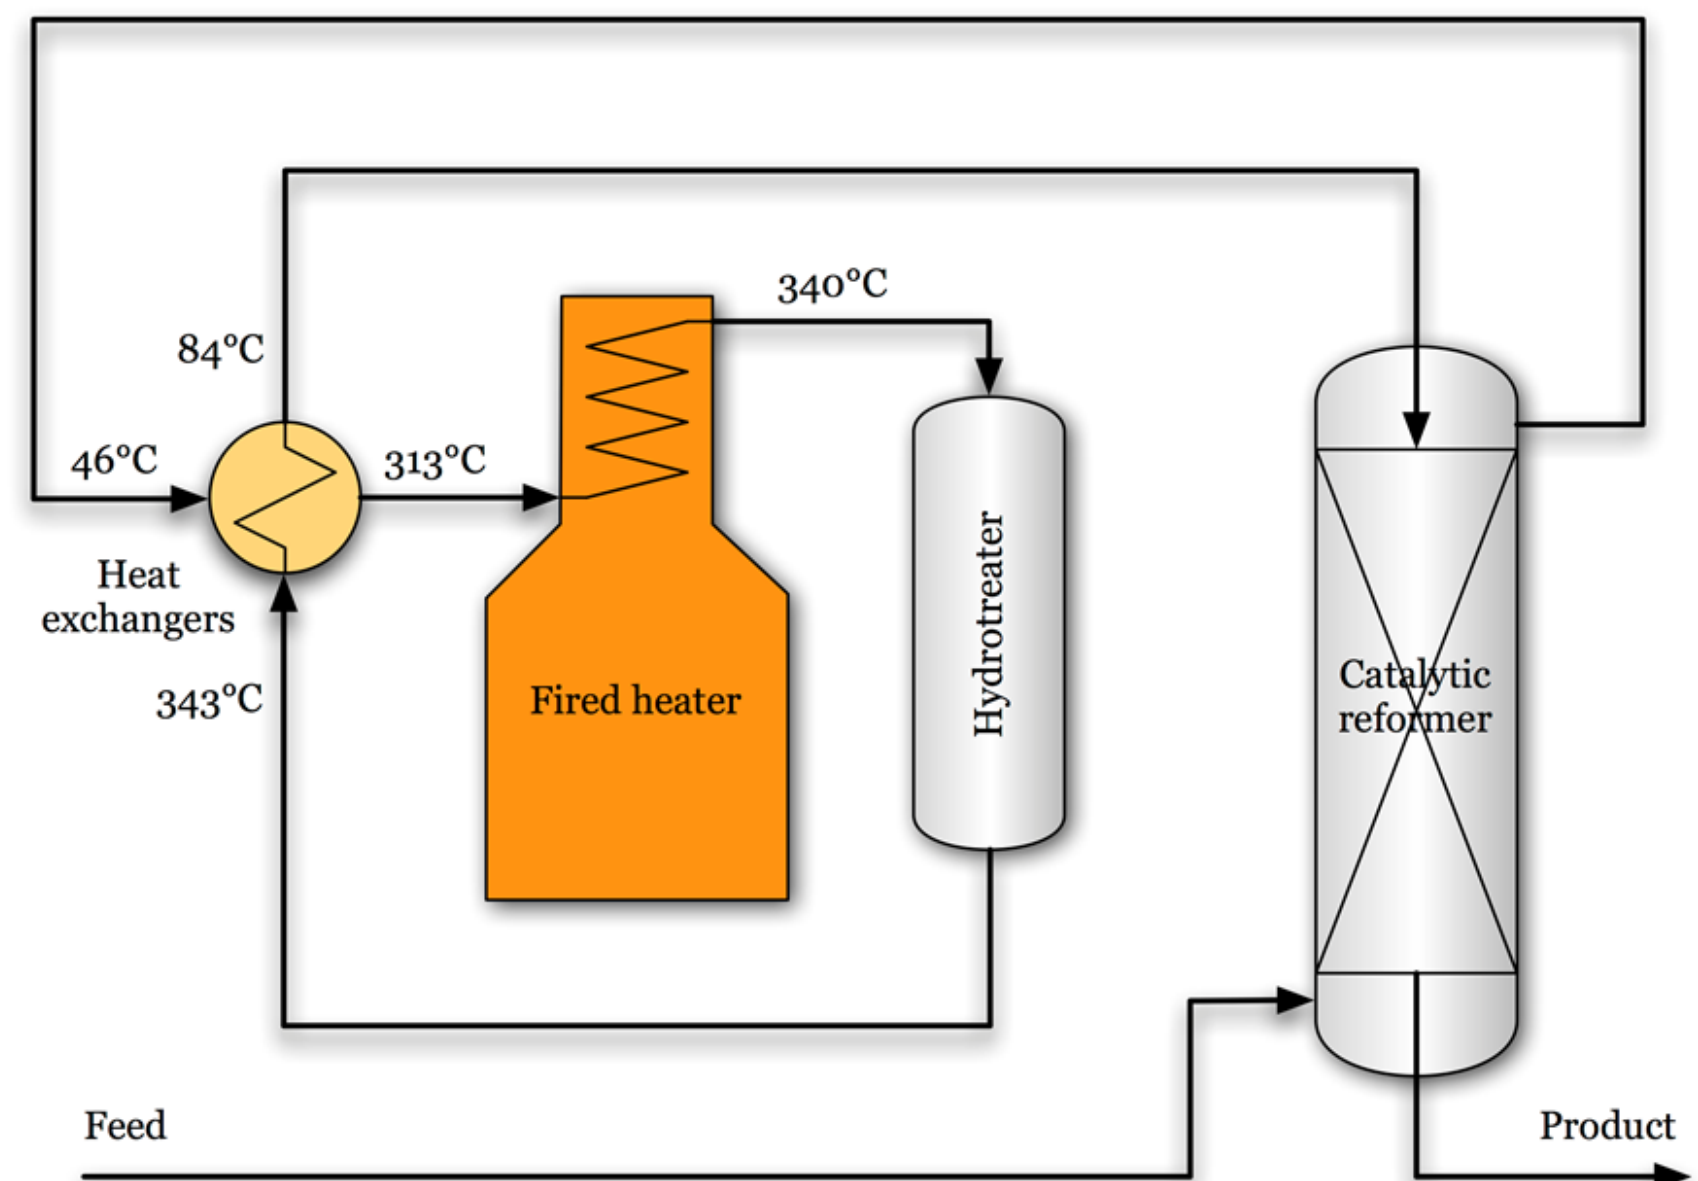 340°C
84°C
46°C
313°C
Heat
exchangers
343°C
Fired heater
Hydrotreater
Catalytic
reformer
Feed
Product